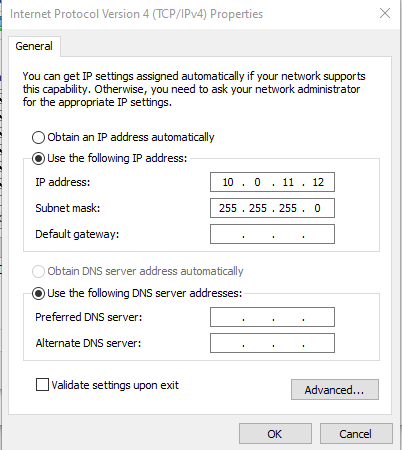 Internet Protocol Version 4 (TCP/IPv4) Properties
General
You can get IP settings assigned automatically if your network supports
this capability. Otherwise, you need to ask your network administrator
for the appropriate IP settings.
Obtain an IP address automatically
Use the following IP address:
IP address: 10 . 0 . 11 . 12
Subnet mask: 255 . 255 . 255 . 0
Default gateway: . . .
Obtain DNS server address automatically
Use the following DNS server addresses:
Preferred DNS server: . . .
Alternate DNS server: . . .
Validate settings upon exit
Advanced...
OK Cancel